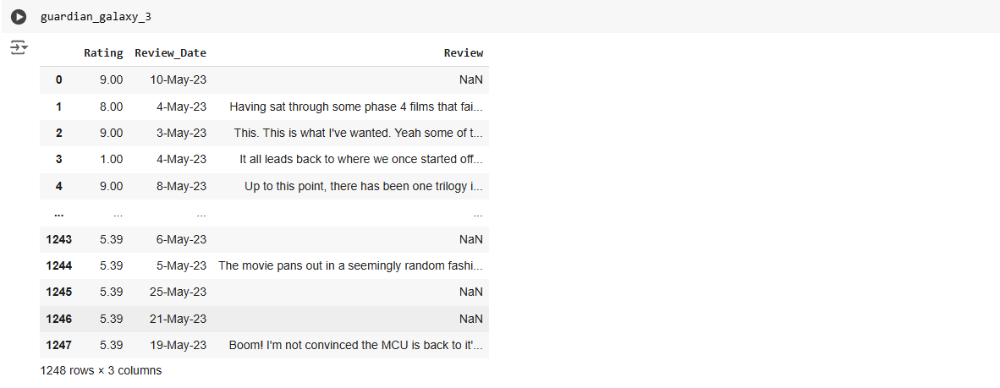 guardian_galaxy_3
Rating Review_Date Review
0 9.00 10-May-23 NaN
1 8.00 4-May-23 Having sat through some phase 4 films that fai...
2 9.00 3-May-23 This. This is what I've wanted. Yeah some of t...
3 1.00 4-May-23 It all leads back to where we once started off...
4 9.00 8-May-23 Up to this point, there has been one trilogy i...
... ... ... ...
1243 5.39 6-May-23 NaN
1244 5.39 5-May-23 The movie pans out in a seemingly random fashi...
1245 5.39 25-May-23 NaN
1246 5.39 21-May-23 NaN
1247 5.39 19-May-23 Boom! I'm not convinced the MCU is back to it'...
1248 rows × 3 columns